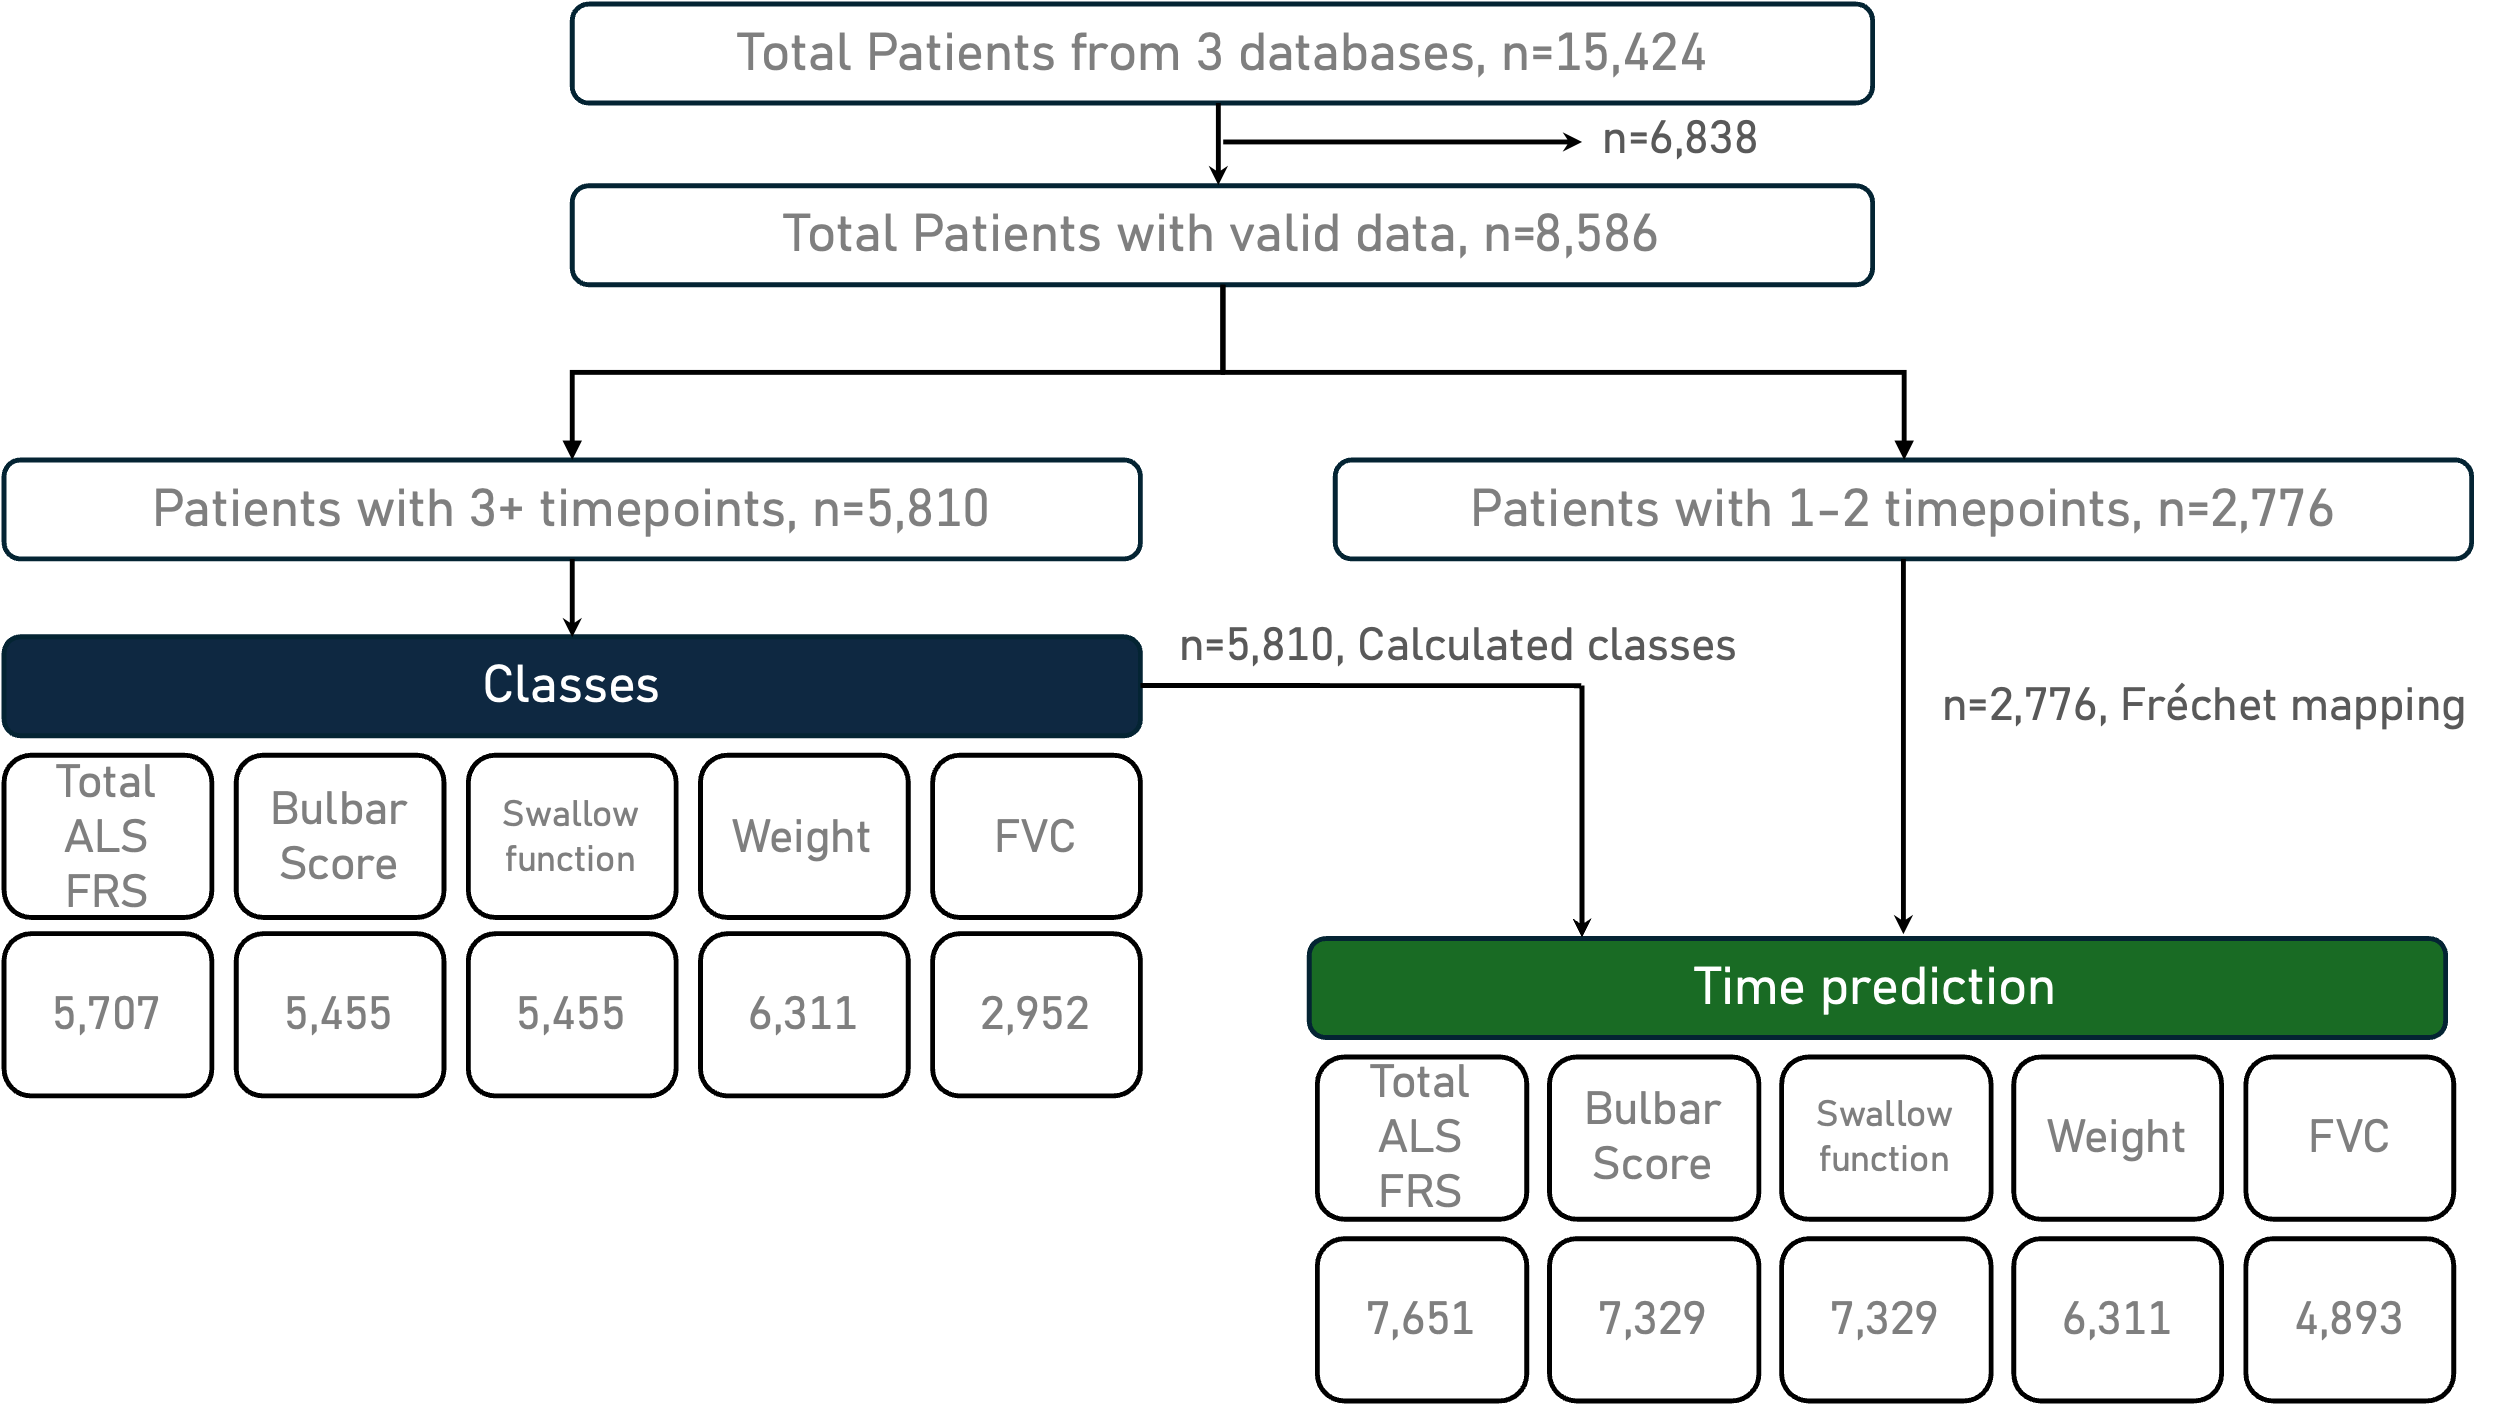 Total Patients from 3 databases, n=15,424
n=6,838
Total Patients with valid data, n=8,586
Patients with 3+ timepoints, n=5,810
Patients with 1-2 timepoints, n=2,776
Classes
n=5,810, Calculated classes
n=2,776, Fréchet mapping
Total
ALS
FRS
Bulbar
Score
Swallow
function
Weight
FVC
5,707
5,455
5,455
6,311
2,952
Time prediction
Total
ALS
FRS
Bulbar
Score
Swallow
function
Weight
FVC
7,651
7,329
7,329
6,311
4,893